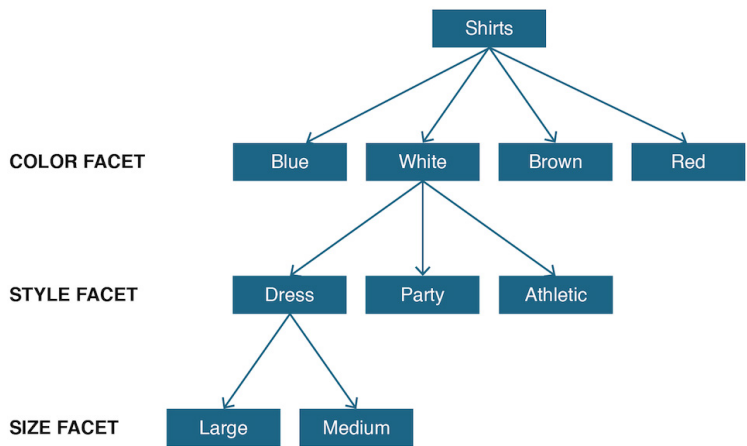 Shirts
COLOR FACET
Blue
White
Brown
Red
STYLE FACET
Dress
Party
Athletic
SIZE FACET
Large
Medium